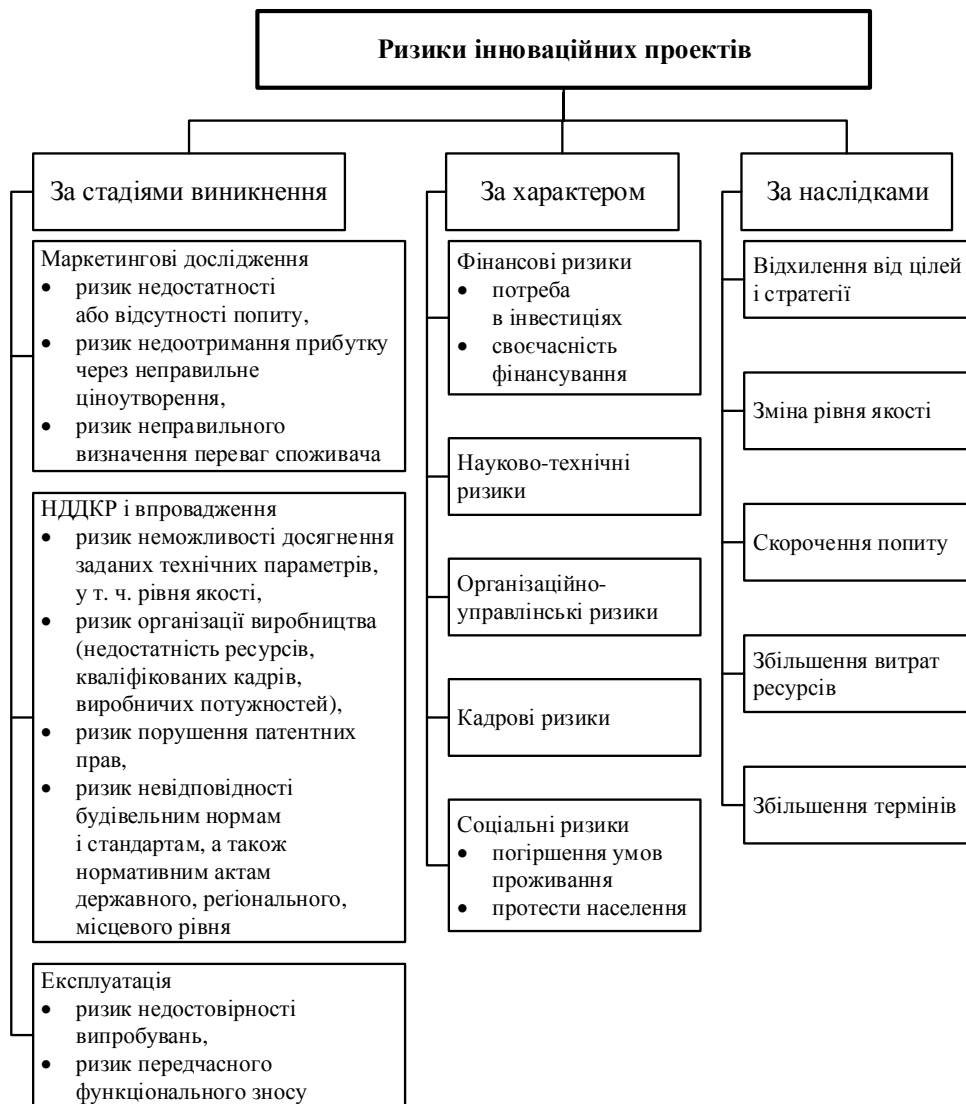 Ризики інноваційних проектів
За стадіями виникнення
Маркетингові дослідження
• ризик недостатності
або відсутності попиту,
• ризик недоотримання прибутку
через неправильне
ціноутворення,
• ризик неправильного
визначення переваг споживача
НДДКР і впровадження
• ризик неможливості досягнення
заданих технічних параметрів,
у т. ч. рівня якості,
• ризик організації виробництва
(недостатність ресурсів,
кваліфікованих кадрів,
виробничих потужностей),
• ризик порушення патентних
прав,
• ризик невідповідності
будівельним нормам
і стандартам, а також
нормативним актам
державного, реґіонального,
місцевого рівня
Експлуатація
• ризик недостовірності
випробувань,
• ризик передчасного
функціонального зносу
За характером
Фінансові ризики
• потреба
в інвестиціях
• своєчасність
фінансування
Науково-технічні
ризики
Організаційно-
управлінські ризики
Кадрові ризики
Соціальні ризики
• погіршення умов
проживання
• протести населення
За наслідками
Відхилення від цілей
і стратегії
Зміна рівня якості
Скорочення попиту
Збільшення витрат
ресурсів
Збільшення термінів